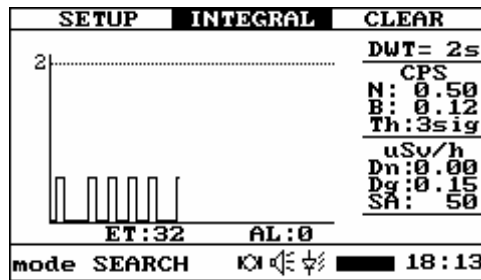 SETUP INTEGRAL CLEAR
DWT= 2s
2
CPS
N: 0.50
B: 0.12
Th:3sig
uSv/h
Dn:0.00
Dg:0.15
SA: 50
ET:32 AL:0
mode SEARCH 18:13